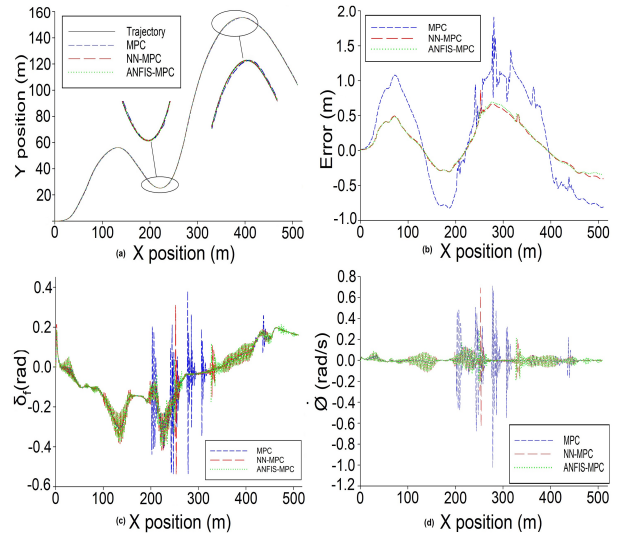 160
140
120
100
80
60
40
20
Y position (m)
Trajectory
MPC
NN-MPC
ANFIS-MPC
0 100 200 300 400 500
(a) X position (m)
2.0
1.5
1.0
0.5
0.0
-0.5
-1.0
Error (m)
MPC
NN-MPC
ANFIS-MPC
0 100 200 300 400 500
(b) X position (m)
0.4
0.2
0.0
-0.2
-0.4
-0.6
δf(rad)
MPC
NN-MPC
ANFIS-MPC
0 100 200 300 400 500
(c) X position (m)
0.8
0.6
0.4
0.2
0.0
-0.2
-0.4
-0.6
-0.8
-1.0
-1.2
Ø̇ (rad/s)
MPC
NN-MPC
ANFIS-MPC
0 100 200 300 400 500
(d) X position (m)